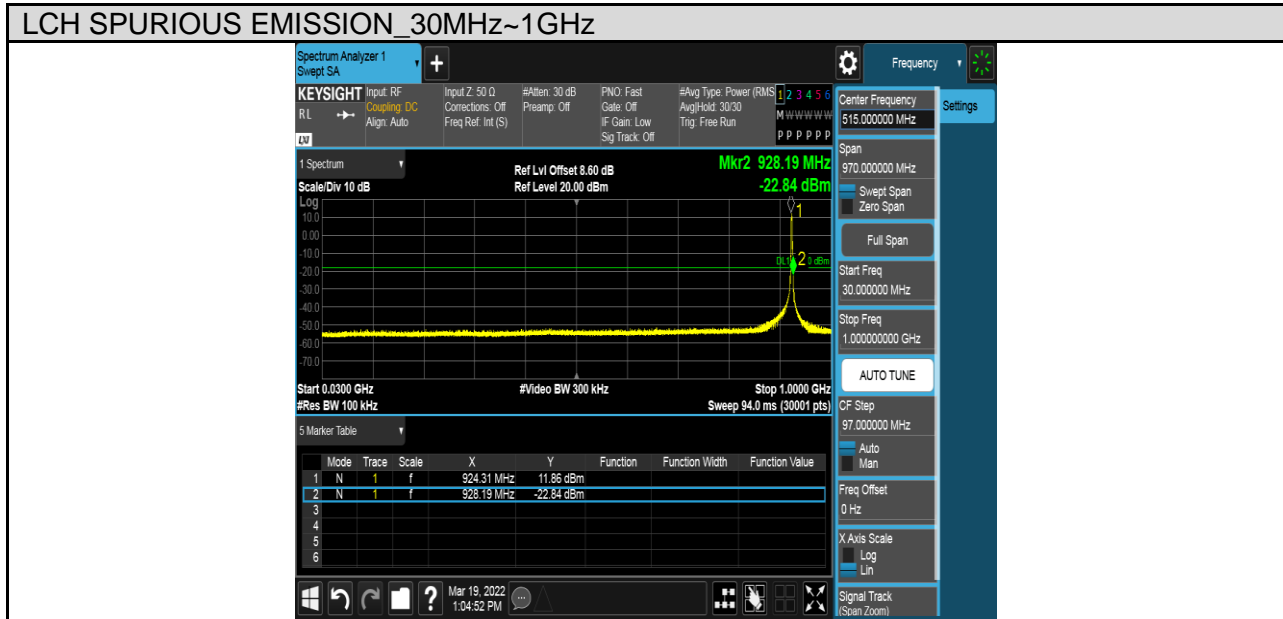 LCH SPURIOUS EMISSION_30MHz~1GHz
Spectrum Analyzer 1
Swept SA
+
Frequency
KEYSIGHT
RL
LXI
Input: RF
Coupling: DC
Align: Auto
Input Z: 50 Ω
Corrections: Off
Freq Ref: Int (S)
#Atten: 30 dB
Preamp: Off
PNO: Fast
Gate: Off
IF Gain: Low
Sig Track: Off
#Avg Type: Power (RMS
Avg|Hold: 30/30
Trig: Free Run
1 2 3 4 5 6
M W W W W W
P P P P P P
Center Frequency
515.000000 MHz
Settings
1 Spectrum
Scale/Div 10 dB
Ref Lvl Offset 8.60 dB
Ref Level 20.00 dBm
Mkr2 928.19 MHz
-22.84 dBm
Log
10.0
0.00
-10.0
-20.0
-30.0
-40.0
-50.0
-60.0
-70.0
1
2
DL1
0 dBm
Start 0.0300 GHz
#Res BW 100 kHz
#Video BW 300 kHz
Stop 1.0000 GHz
Sweep 94.0 ms (30001 pts)
Span
970.000000 MHz
Swept Span
Zero Span
Full Span
Start Freq
30.000000 MHz
Stop Freq
1.000000000 GHz
AUTO TUNE
CF Step
97.000000 MHz
Auto
Man
Freq Offset
0 Hz
X Axis Scale
Log
Lin
Signal Track
(Span Zoom)
5 Marker Table
Mode Trace Scale X Y Function Function Width Function Value
1 N 1 f 924.31 MHz 11.86 dBm
2 N 1 f 928.19 MHz -22.84 dBm
3
4
5
6
?
Mar 19, 2022
1:04:52 PM